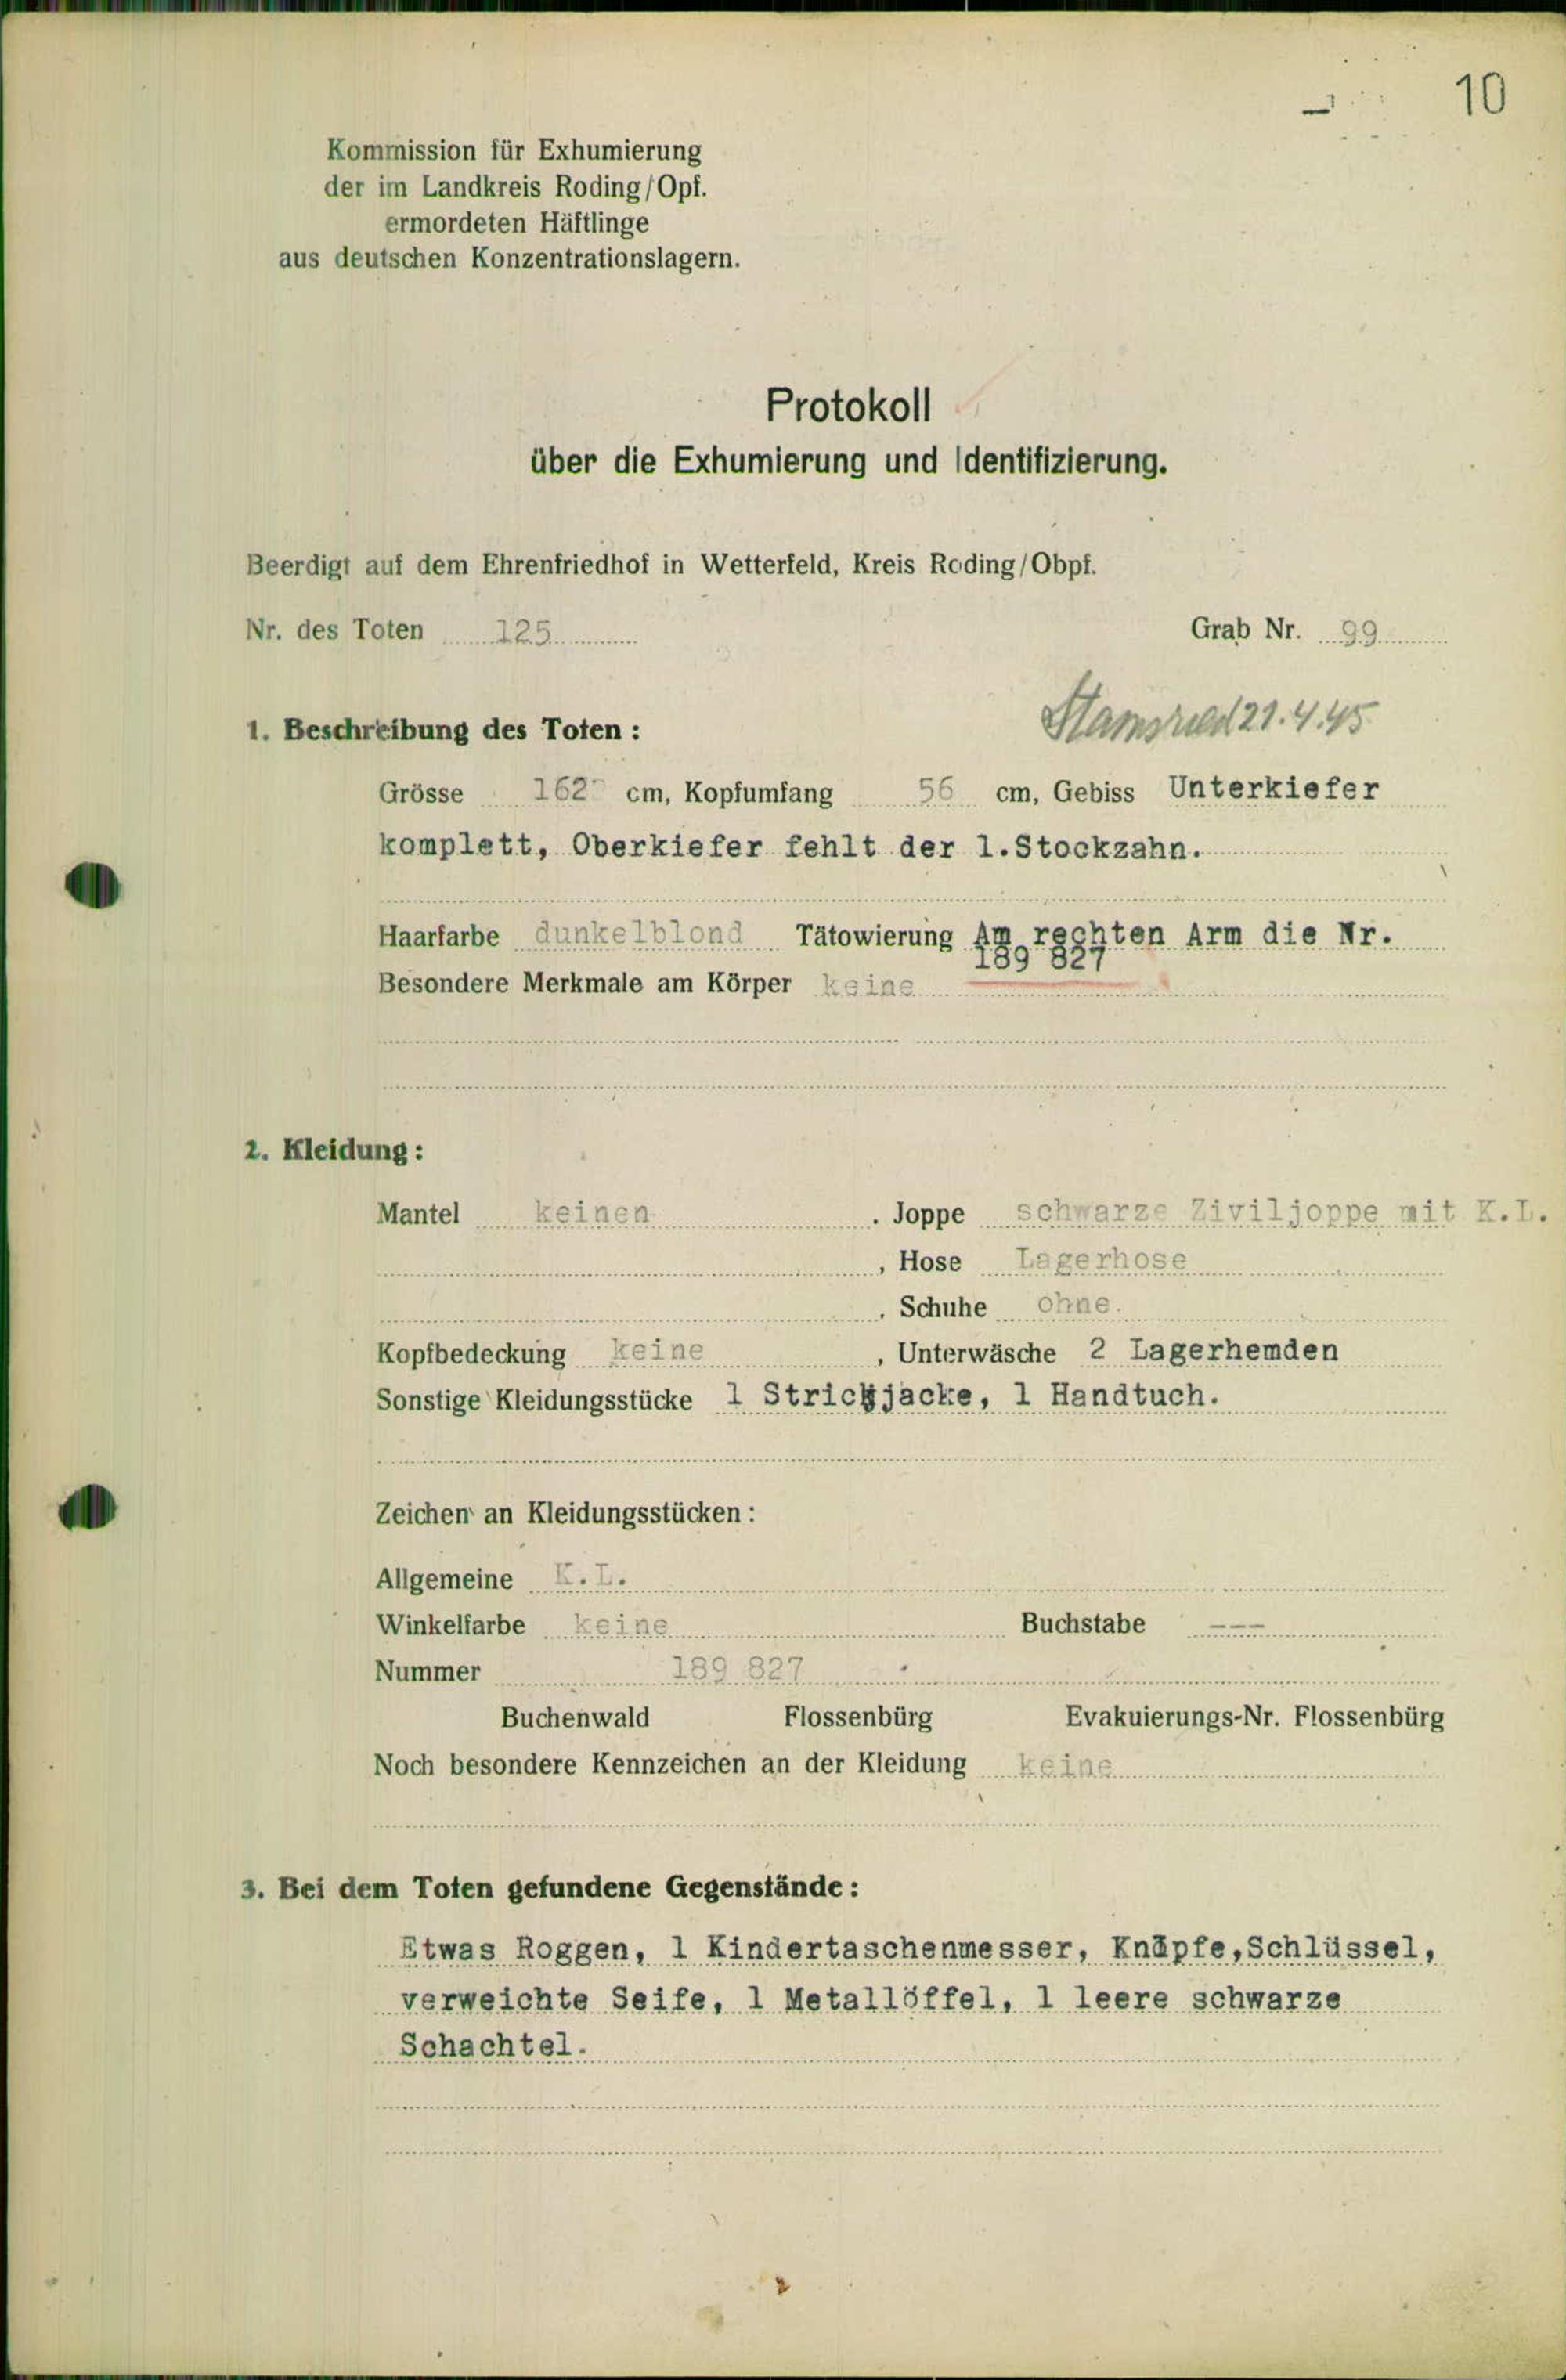 10
Kommission für Exhumierung
der im Landkreis Roding/Opf.
ermordeten Häftlinge
aus deutschen Konzentrationslagern.
Protokoll
über die Exhumierung und Identifizierung.
Beerdigt auf dem Ehrenfriedhof in Wetterfeld, Kreis Roding/Obpf.
Nr. des Toten 125 Grab Nr. 99
Stamsried 21.4.45
1. Beschreibung des Toten :
Grösse 162 cm, Kopfumfang 56 cm, Gebiss Unterkiefer
komplett, Oberkiefer fehlt der 1.Stockzahn.
Haarfarbe dunkelblond Tätowierung Am rechten Arm die Nr.
189 827
Besondere Merkmale am Körper keine
2. Kleidung :
Mantel keinen . Joppe schwarze Ziviljoppe mit K.L.
, Hose Lagerhose
. Schuhe ohne.
Kopfbedeckung keine , Unterwäsche 2 Lagerhemden
Sonstige Kleidungsstücke 1 Strickjacke, 1 Handtuch.
Zeichen an Kleidungsstücken :
Allgemeine K.L.
Winkelfarbe keine Buchstabe ---
Nummer 189 827
Buchenwald Flossenbürg Evakuierungs-Nr. Flossenbürg
Noch besondere Kennzeichen an der Kleidung keine
3. Bei dem Toten gefundene Gegenstände :
Etwas Roggen, 1 Kindertaschenmesser, Knöpfe,Schlüssel,
verweichte Seife, 1 Metallöffel, 1 leere schwarze
Schachtel.